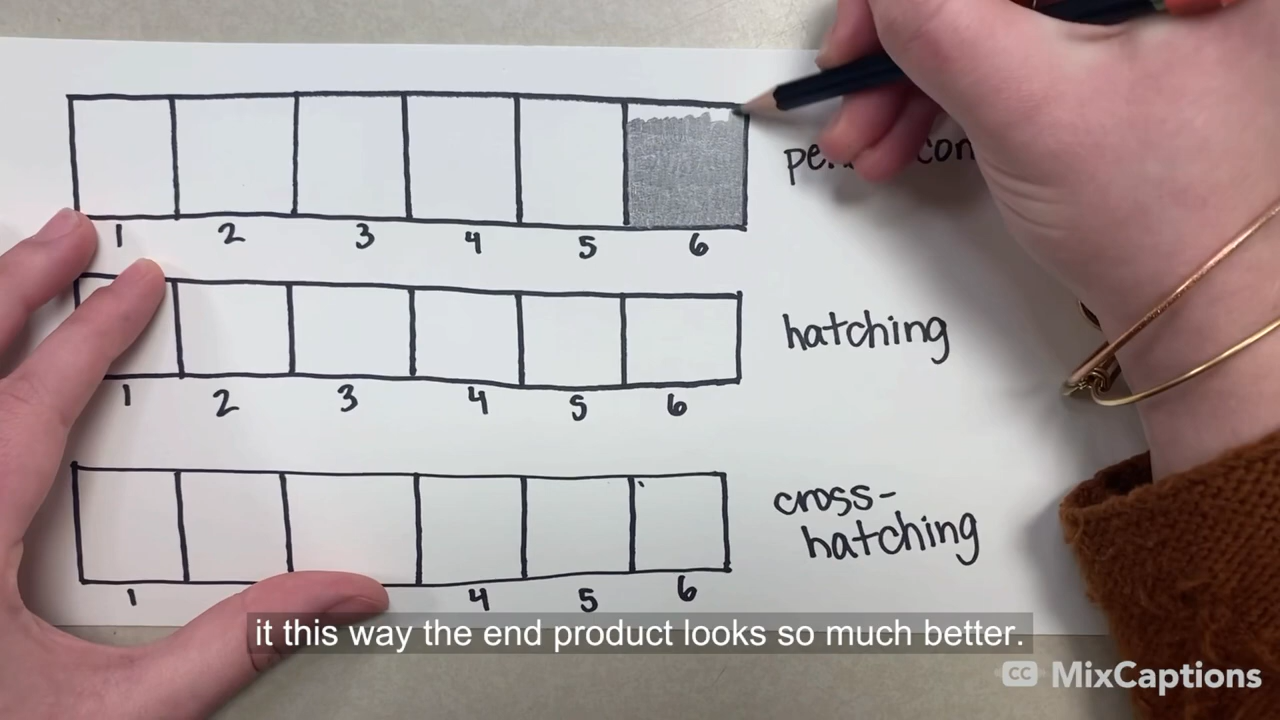 1 2 3 4 5 6
hatching
1 2 3 4 5 6
cross-
hatching
1 4 5 6
it this way the end product looks so much better.
CC MixCaptions